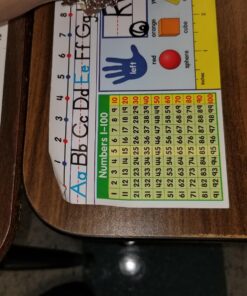 Aa Bb Cc Dd Ee Ff G
left
red
orange
sphere
cube
inches
Numbers 1-100
1 2 3 4 5 6 7 8 9 10
11 12 13 14 15 16 17 18 19 20
21 22 23 24 25 26 27 28 29 30
31 32 33 34 35 36 37 38 39 40
41 42 43 44 45 46 47 48 49 50
51 52 53 54 55 56 57 58 59 60
61 62 63 64 65 66 67 68 69 70
71 72 73 74 75 76 77 78 79 80
81 82 83 84 85 86 87 88 89 90
91 92 93 94 95 96 97 98 99 100